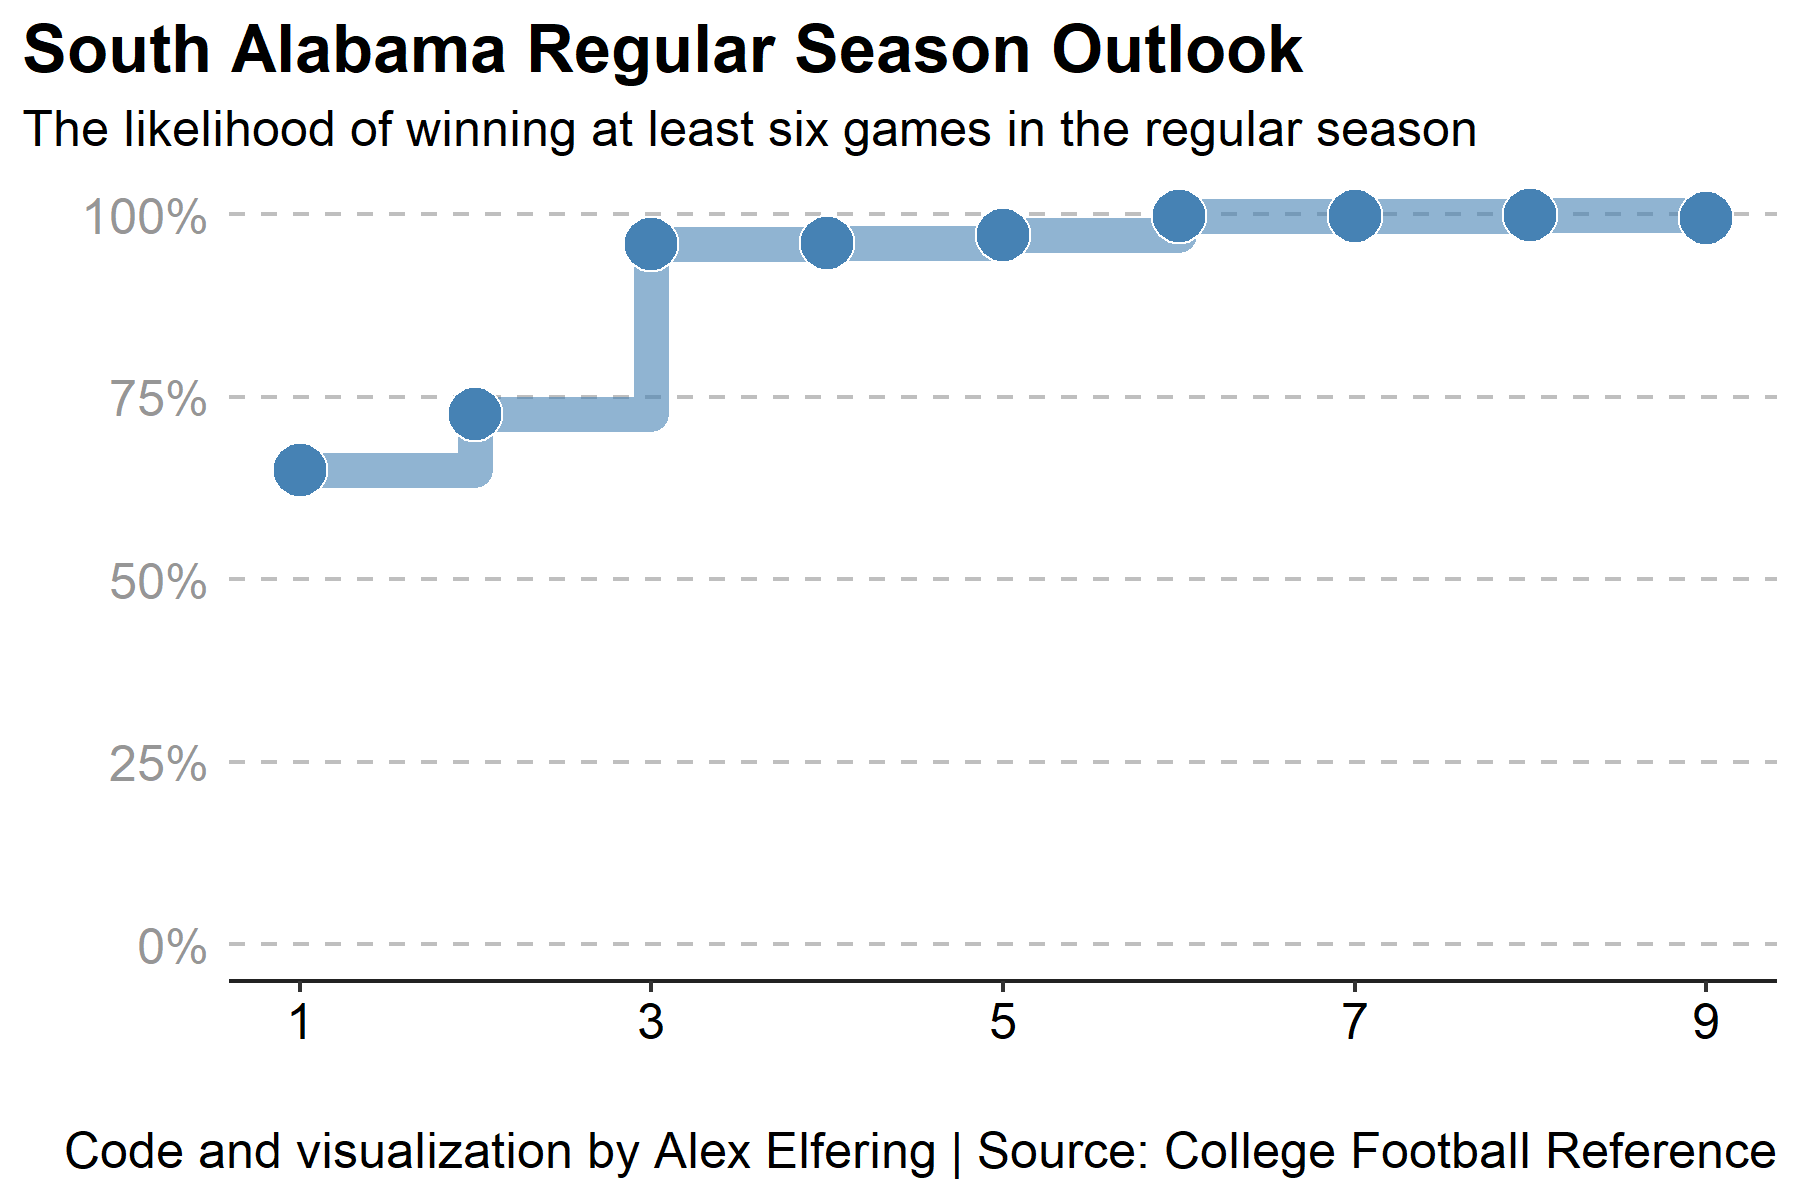 South Alabama Regular Season Outlook
The likelihood of winning at least six games in the regular season
100%
75%
50%
25%
0%
1 3 5 7 9
Code and visualization by Alex Elfering | Source: College Football Reference